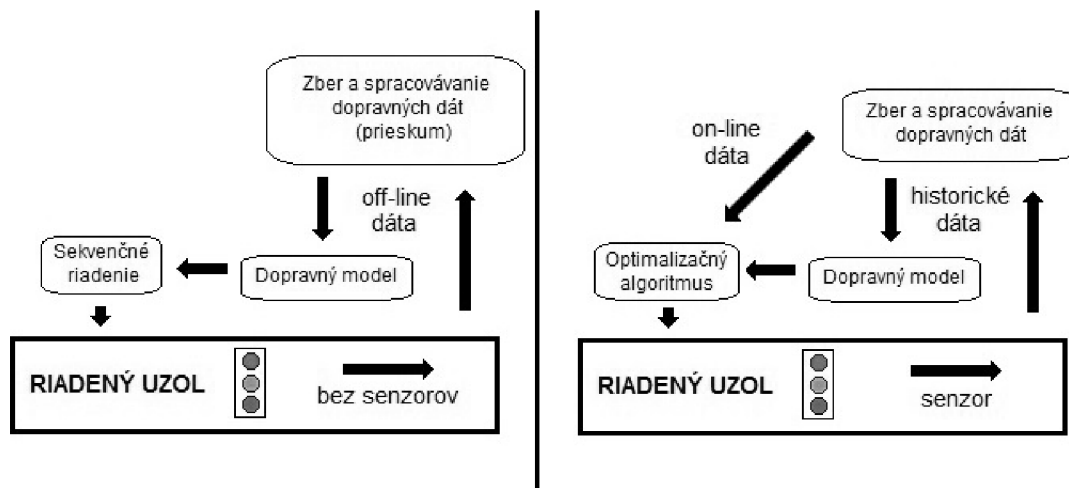 Zber a spracovávanie
dopravných dát
(prieskum)
off-line
dáta
Sekvenčné
riadenie
Dopravný model
RIADENÝ UZOL
bez senzorov
Zber a spracovávanie
dopravných dát
on-line
dáta
historické
dáta
Optimalizačný
algoritmus
Dopravný model
RIADENÝ UZOL
senzor